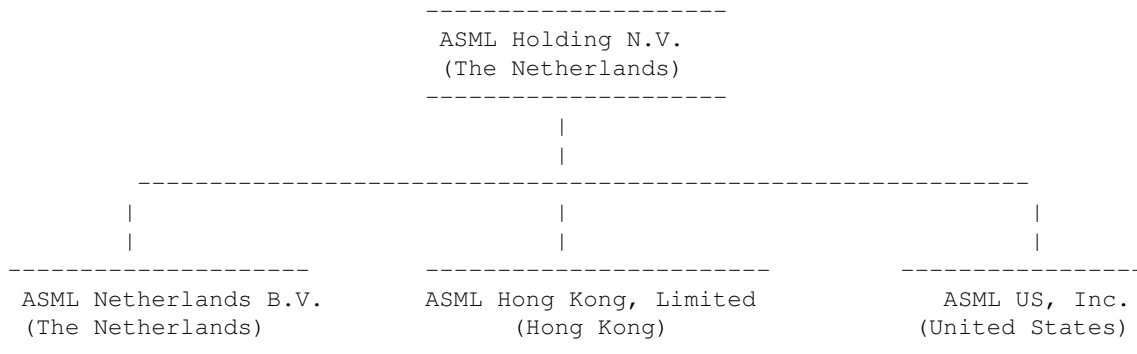 ASML Holding N.V.
(The Netherlands)
ASML Netherlands B.V.
(The Netherlands)
ASML Hong Kong, Limited
(Hong Kong)
ASML US, Inc.
(United States)